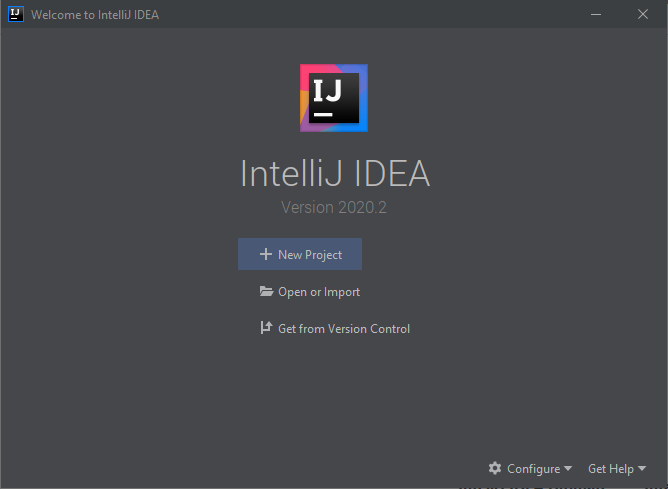 Welcome to IntelliJ IDEA
IJ
IntelliJ IDEA
Version 2020.2
New Project
Open or Import
Get from Version Control
Configure
Get Help